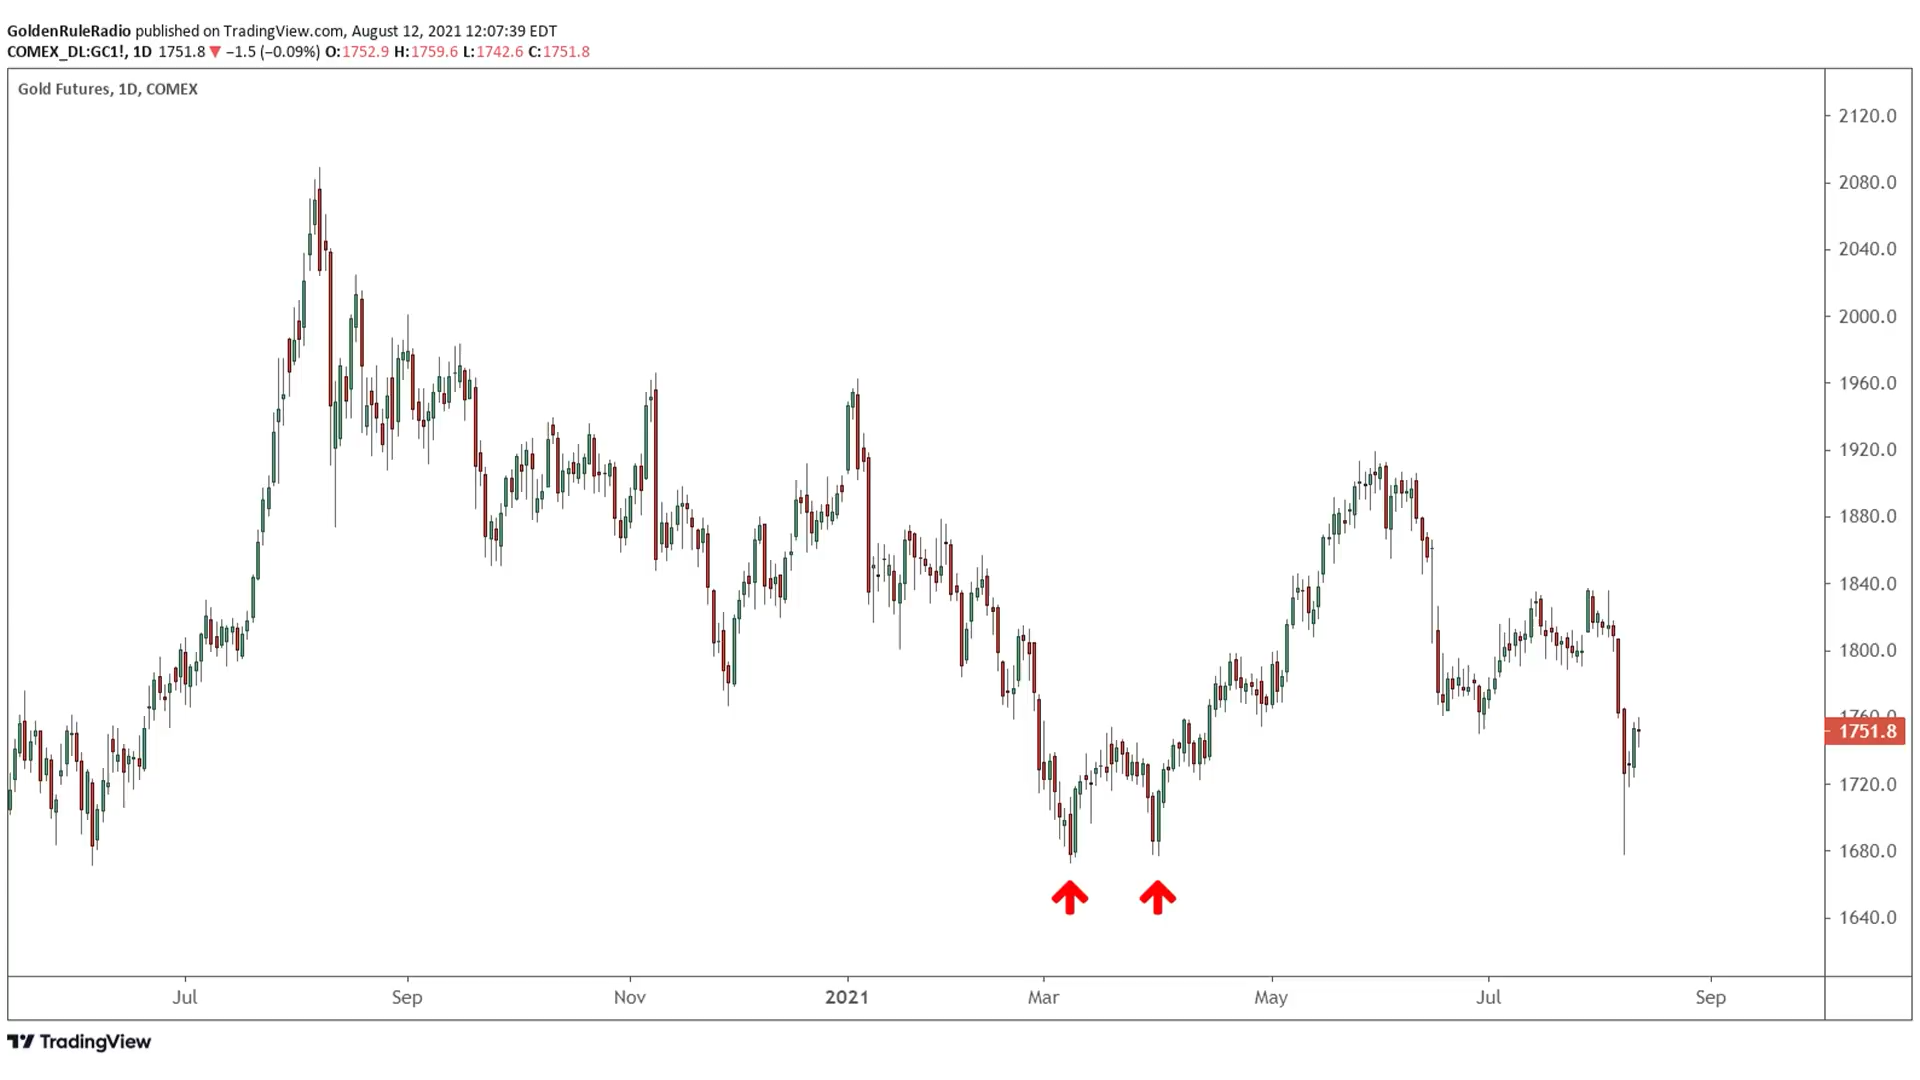 GoldenRuleRadio published on TradingView.com, August 12, 2021 12:07:39 EDT
COMEX_DL:GC1!, 1D 1751.8 ▼ −1.5 (−0.09%) O:1752.9 H:1759.6 L:1742.6 C:1751.8
Gold Futures, 1D, COMEX
2120.0
2080.0
2040.0
2000.0
1960.0
1920.0
1880.0
1840.0
1800.0
1760.0
1751.8
1720.0
1680.0
1640.0
Jul Sep Nov 2021 Mar May Jul Sep
TradingView